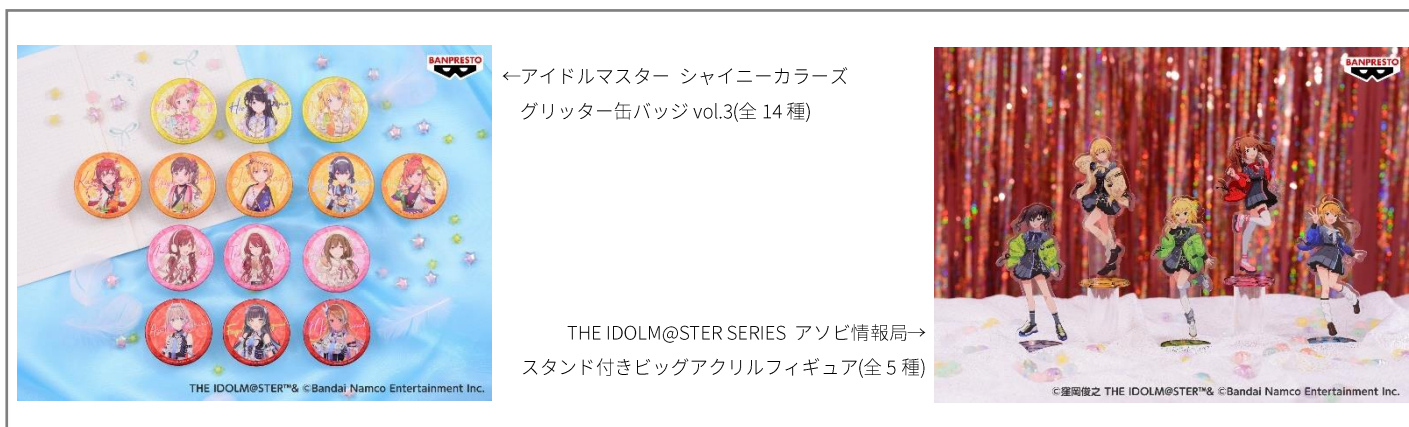 BANPRESTO
←アイドルマスター シャイニーカラーズ
グリッター缶バッジ vol.3(全 14 種)
THE IDOLM@STER™& ©Bandai Namco Entertainment Inc.
THE IDOLM@STER SERIES アソビ情報局→
スタンド付きビッグアクリルフィギュア(全 5 種)
BANPRESTO
©窪岡俊之 THE IDOLM@STER™& ©Bandai Namco Entertainment Inc.